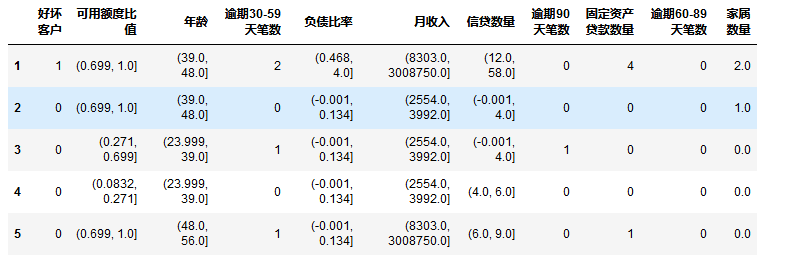 好坏客户 可用额度比值 年龄 逾期30-59天笔数 负债比率 月收入 信贷数量 逾期90天笔数 固定资产贷款数量 逾期60-89天笔数 家属数量
1 1 (0.699, 1.0] (39.0, 48.0] 2 (0.468, 4.0] (8303.0, 3008750.0] (12.0, 58.0] 0 4 0 2.0
2 0 (0.699, 1.0] (39.0, 48.0] 0 (-0.001, 0.134] (2554.0, 3992.0] (-0.001, 4.0] 0 0 0 1.0
3 0 (0.271, 0.699] (23.999, 39.0] 1 (-0.001, 0.134] (2554.0, 3992.0] (-0.001, 4.0] 1 0 0 0.0
4 0 (0.0832, 0.271] (23.999, 39.0] 0 (-0.001, 0.134] (2554.0, 3992.0] (4.0, 6.0] 0 0 0 0.0
5 0 (0.699, 1.0] (48.0, 56.0] 1 (-0.001, 0.134] (8303.0, 3008750.0] (6.0, 9.0] 0 1 0 0.0